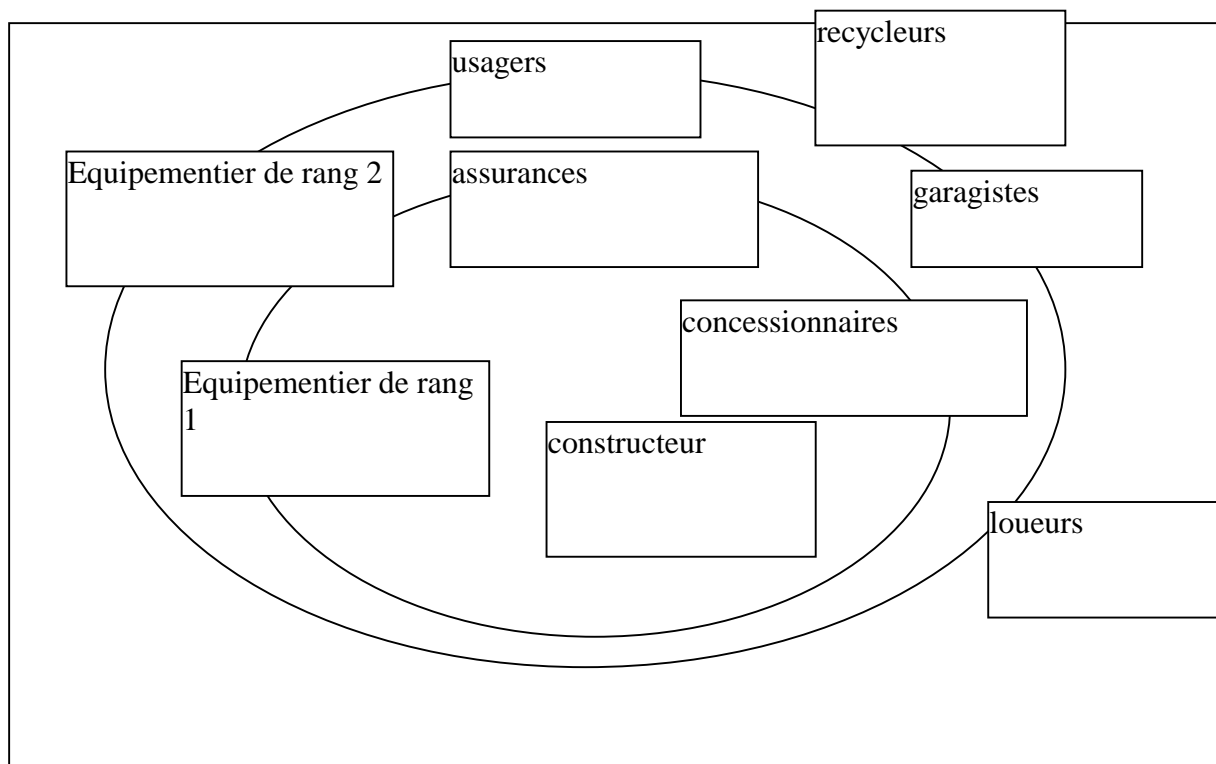 recycleurs
usagers
Equipementier de rang 2
assurances
garagistes
concessionnaires
Equipementier de rang
1
constructeur
loueurs